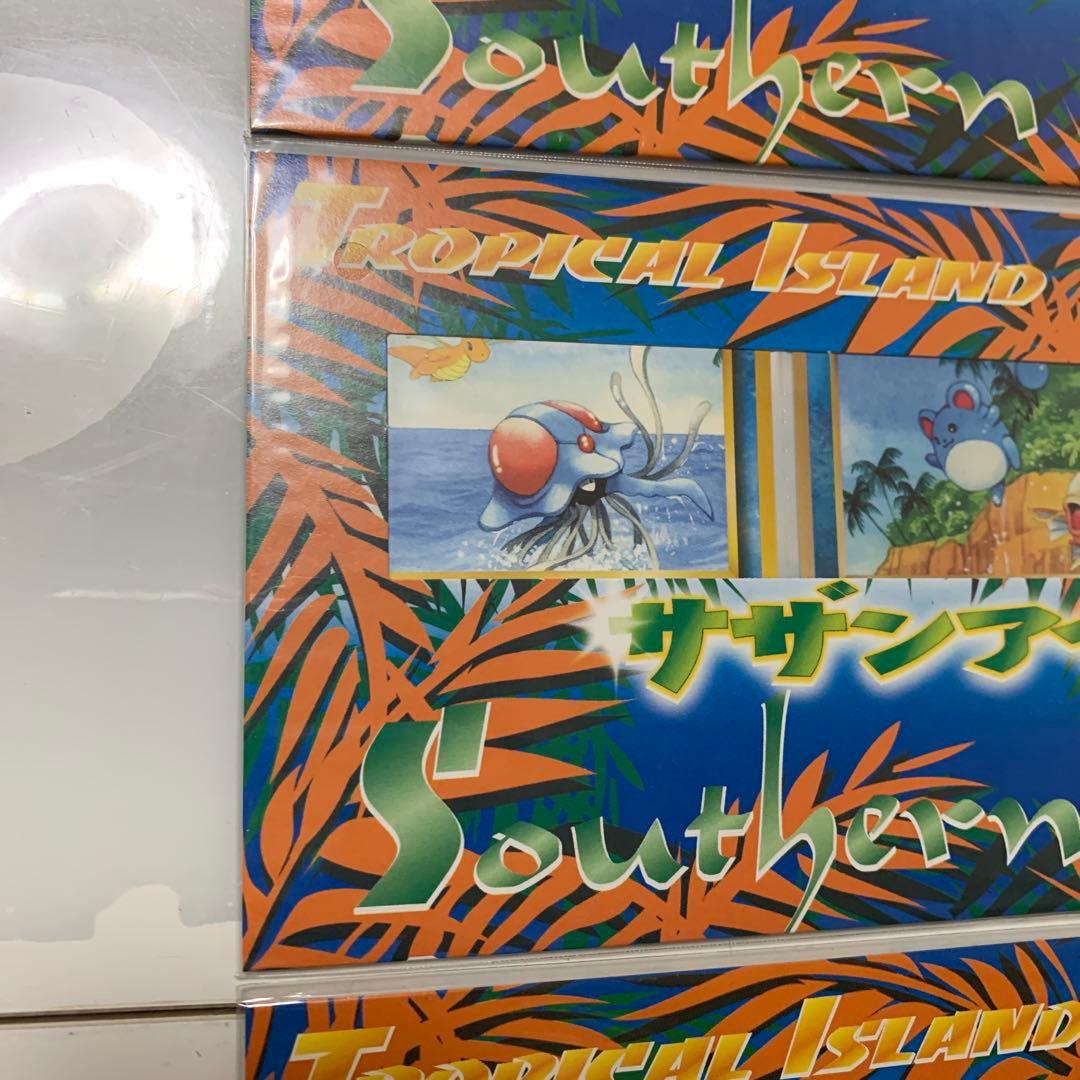 Southern
TROPICAL ISLAND
サザンア
Southern
TROPICAL ISLAND